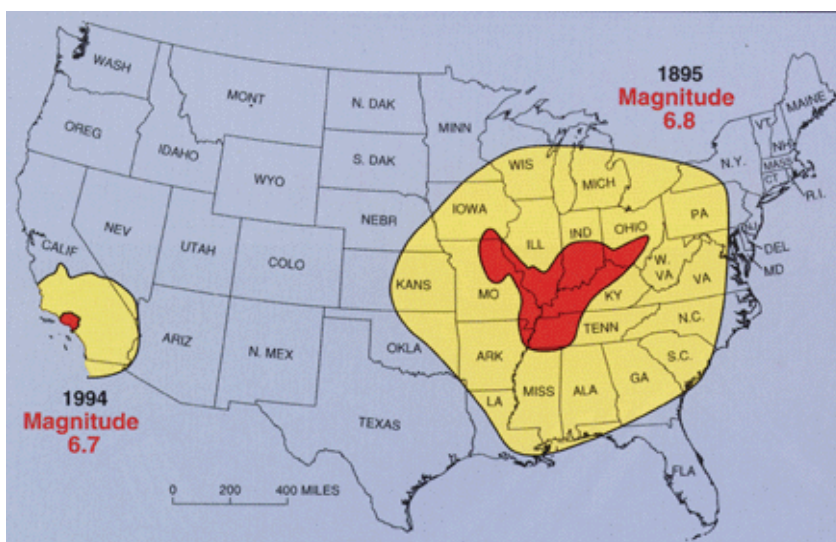 WASH
OREG
CALIF
NEV
IDAHO
MONT
WYO
UTAH
COLO
ARIZ
N. MEX
N. DAK
S. DAK
NEBR
KANS
OKLA
TEXAS
MINN
IOWA
MO
ARK
LA
WIS
ILL
MICH
IND
OHIO
KY
TENN
MISS
ALA
GA
FLA
S.C.
N.C.
VA
W.
VA
PA
N.Y.
VT.
NH
MAINE
MASS
CT.
R.I.
NJ
DEL
MD
1895
Magnitude
6.8
1994
Magnitude
6.7
0 200 400 MILES